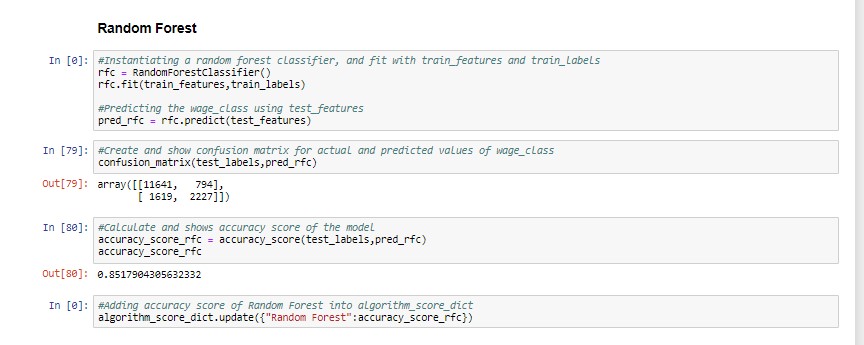 Random Forest
In [0]: #Instantiating a random forest classifier, and fit with train_features and train_labels
rfc = RandomForestClassifier()
rfc.fit(train_features,train_labels)
#Predicting the wage_class using test_features
pred_rfc = rfc.predict(test_features)
In [79]: #Create and show confusion matrix for actual and predicted values of wage_class
confusion_matrix(test_labels,pred_rfc)
Out[79]: array([[11641,   794],
       [ 1619,  2227]])
In [80]: #Calculate and shows accuracy score of the model
accuracy_score_rfc = accuracy_score(test_labels,pred_rfc)
accuracy_score_rfc
Out[80]: 0.8517904305632332
In [0]: #Adding accuracy score of Random Forest into algorithm_score_dict
algorithm_score_dict.update({"Random Forest":accuracy_score_rfc})